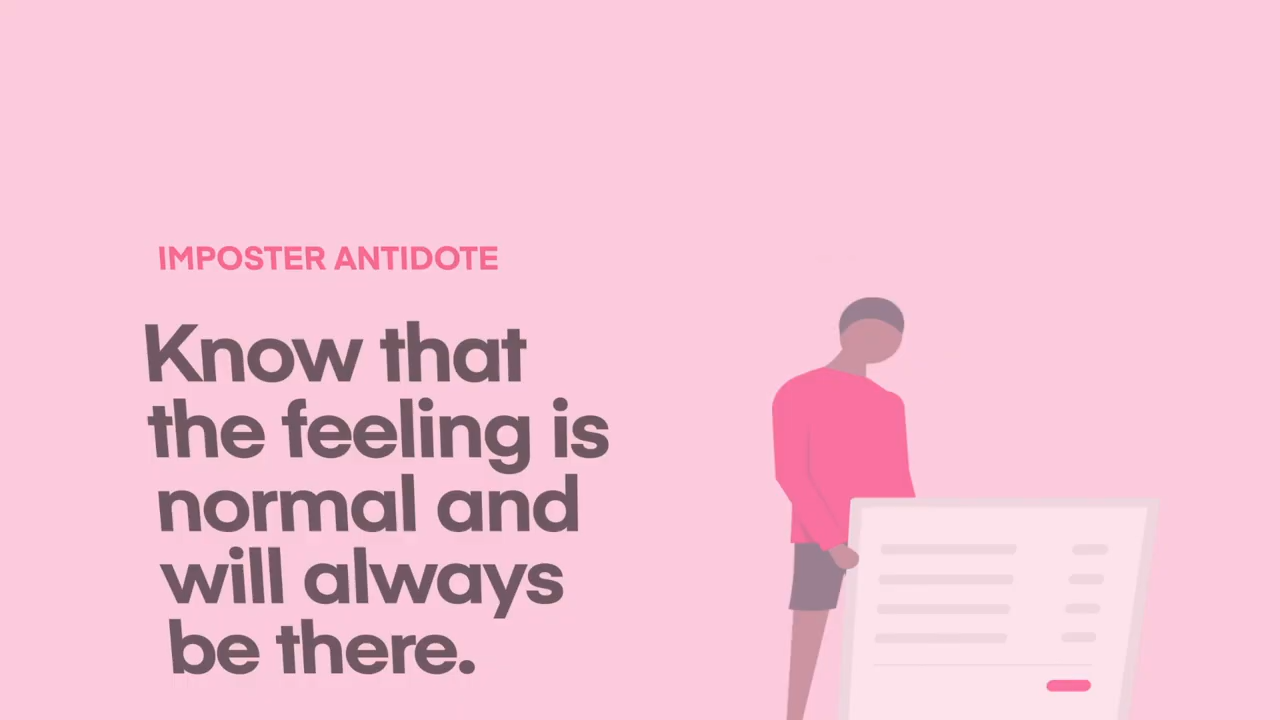 IMPOSTER ANTIDOTE
Know that
the feeling is
normal and
will always
be there.